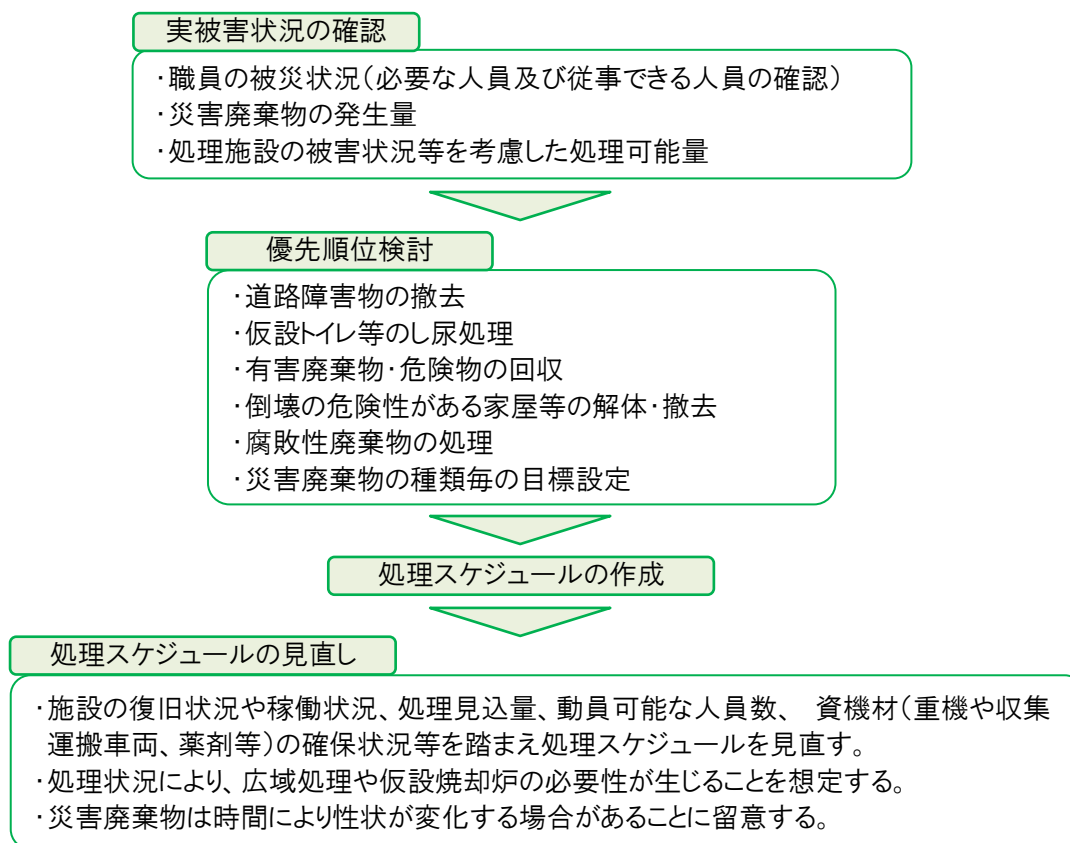 実被害状況の確認
・職員の被災状況（必要な人員及び従事できる人員の確認）
・災害廃棄物の発生量
・処理施設の被害状況等を考慮した処理可能量
優先順位検討
・道路障害物の撤去
・仮設トイレ等のし尿処理
・有害廃棄物・危険物の回収
・倒壊の危険性がある家屋等の解体・撤去
・腐敗性廃棄物の処理
・災害廃棄物の種類毎の目標設定
処理スケジュールの作成
処理スケジュールの見直し
・施設の復旧状況や稼働状況、処理見込量、動員可能な人員数、　資機材（重機や収集
運搬車両、薬剤等）の確保状況等を踏まえ処理スケジュールを見直す。
・処理状況により、広域処理や仮設焼却炉の必要性が生じることを想定する。
・災害廃棄物は時間により性状が変化する場合があることに留意する。